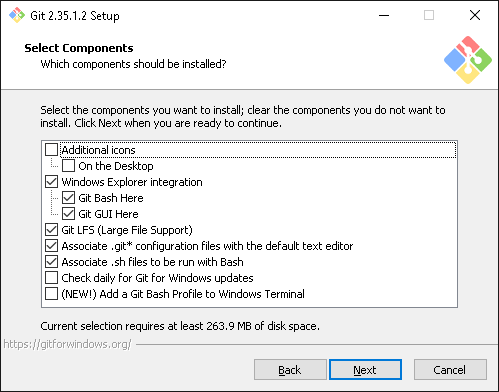 Git 2.35.1.2 Setup
Select Components
Which components should be installed?
Select the components you want to install; clear the components you do not want to
install. Click Next when you are ready to continue.
Additional icons
On the Desktop
Windows Explorer integration
Git Bash Here
Git GUI Here
Git LFS (Large File Support)
Associate .git* configuration files with the default text editor
Associate .sh files to be run with Bash
Check daily for Git for Windows updates
(NEW!) Add a Git Bash Profile to Windows Terminal
Current selection requires at least 263.9 MB of disk space.
https://gitforwindows.org/
Back Next Cancel